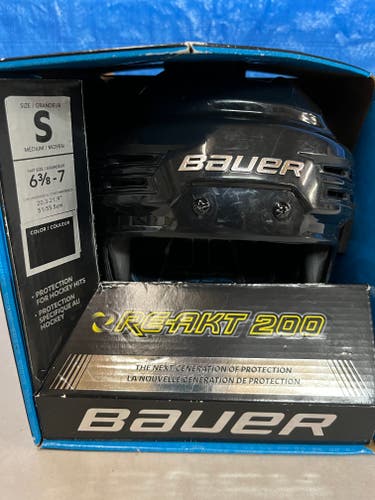 SIZE / GRANDEUR
S
MEDIUM / MOYEN
6⅜-7
COLOR / COULEUR
• PROTECTION
FOR HOCKEY HITS
• PROTECTION
SPÉCIFIQUE AU
HOCKEY
BAUER
RE-AKT 200
THE NEXT GENERATION OF PROTECTION
LA NOUVELLE GÉNÉRATION DE PROTECTION
BAUER